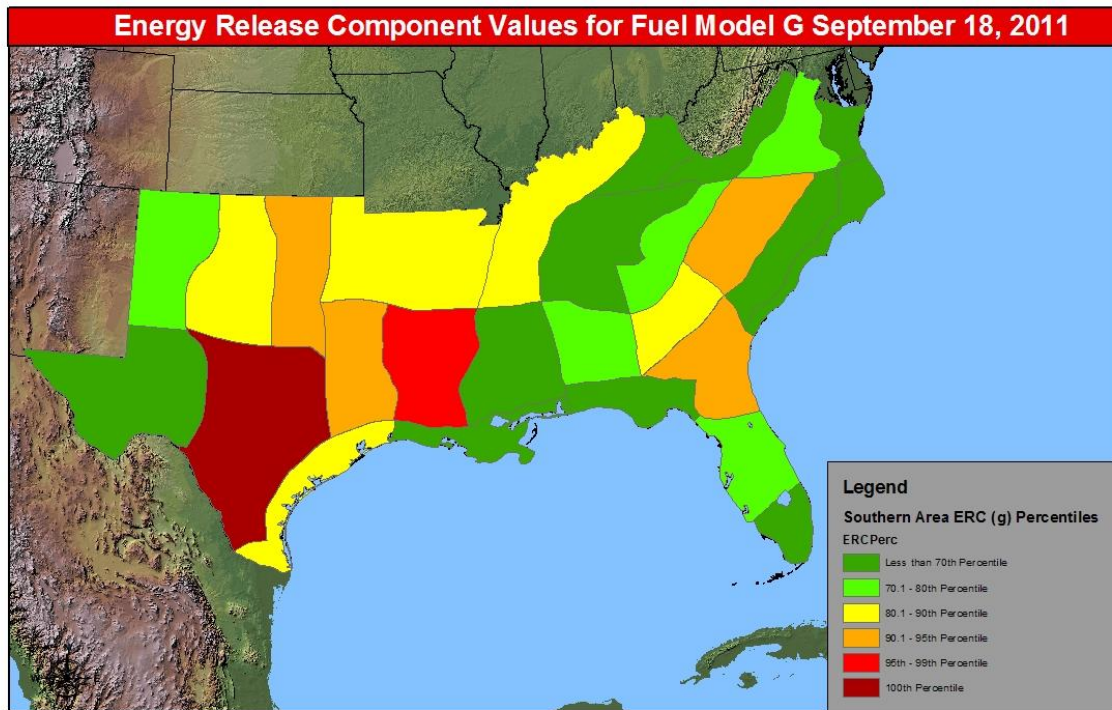 Energy Release Component Values for Fuel Model G September 18, 2011
Legend
Southern Area ERC (g) Percentiles
ERCPerc
Less than 70th Percentile
70.1 - 80th Percentile
80.1 - 90th Percentile
90.1 - 95th Percentile
95th - 99th Percentile
100th Percentile
W
E